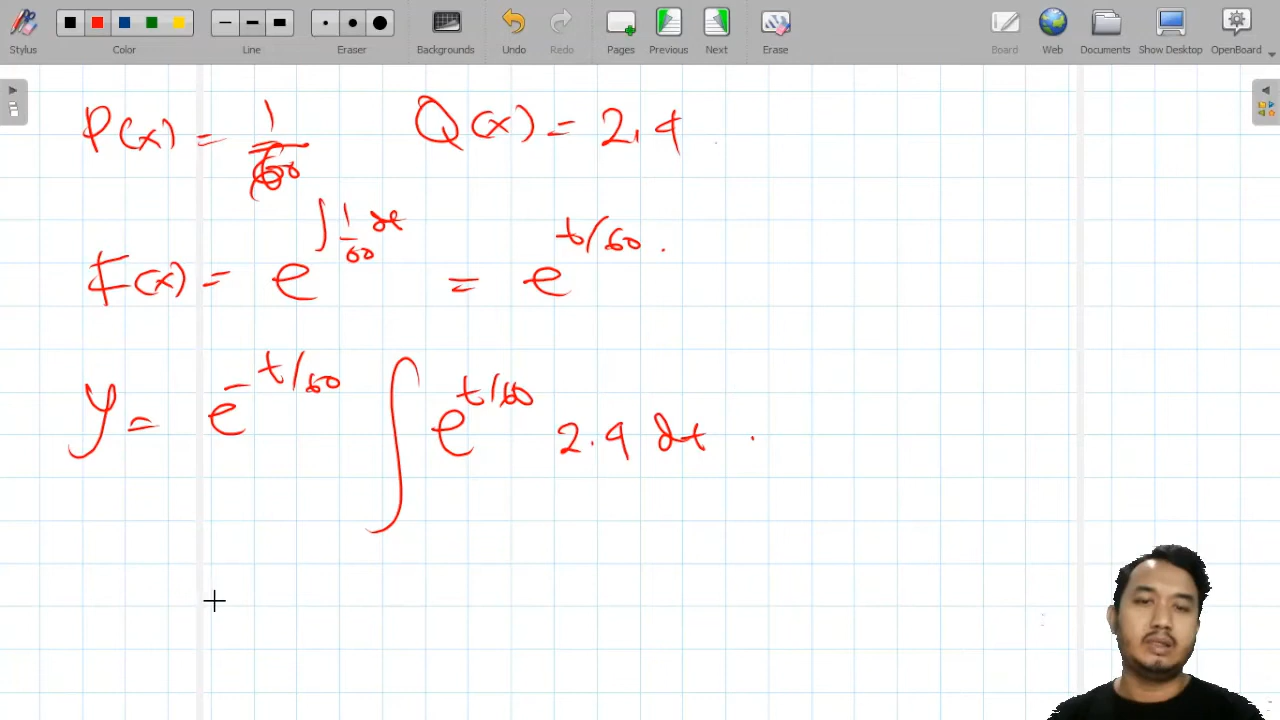 Stylus Color Line Eraser Backgrounds Undo Redo Pages Previous Next Erase Board Web Documents Show Desktop OpenBoard
P(x) = 1/60 Q(x) = 2,4
F(x) = e^{∫ 1/60 dt} = e^{t/60}.
y = e^{-t/60} ∫ e^{t/60} 2.4 dt .